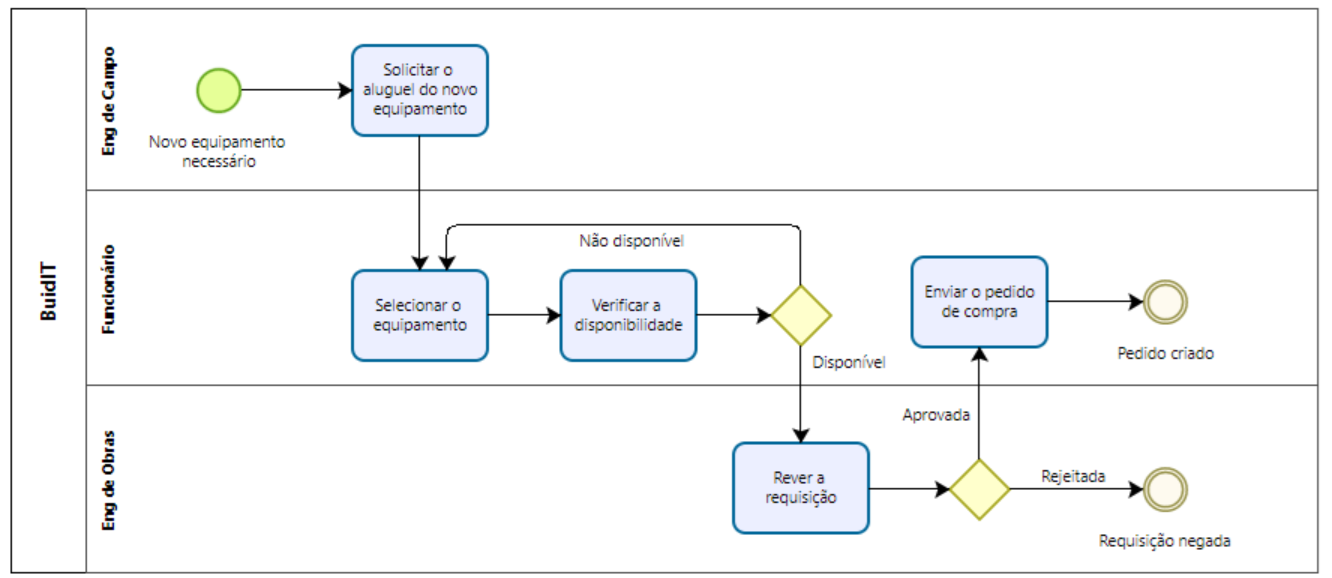 BuidIT
Eng de Campo
Novo equipamento
necessário
Solicitar o
aluguel do novo
equipamento
Funcionário
Não disponível
Selecionar o
equipamento
Verificar a
disponibilidade
Disponível
Enviar o pedido
de compra
Pedido criado
Eng de Obras
Rever a
requisição
Aprovada
Rejeitada
Requisição negada